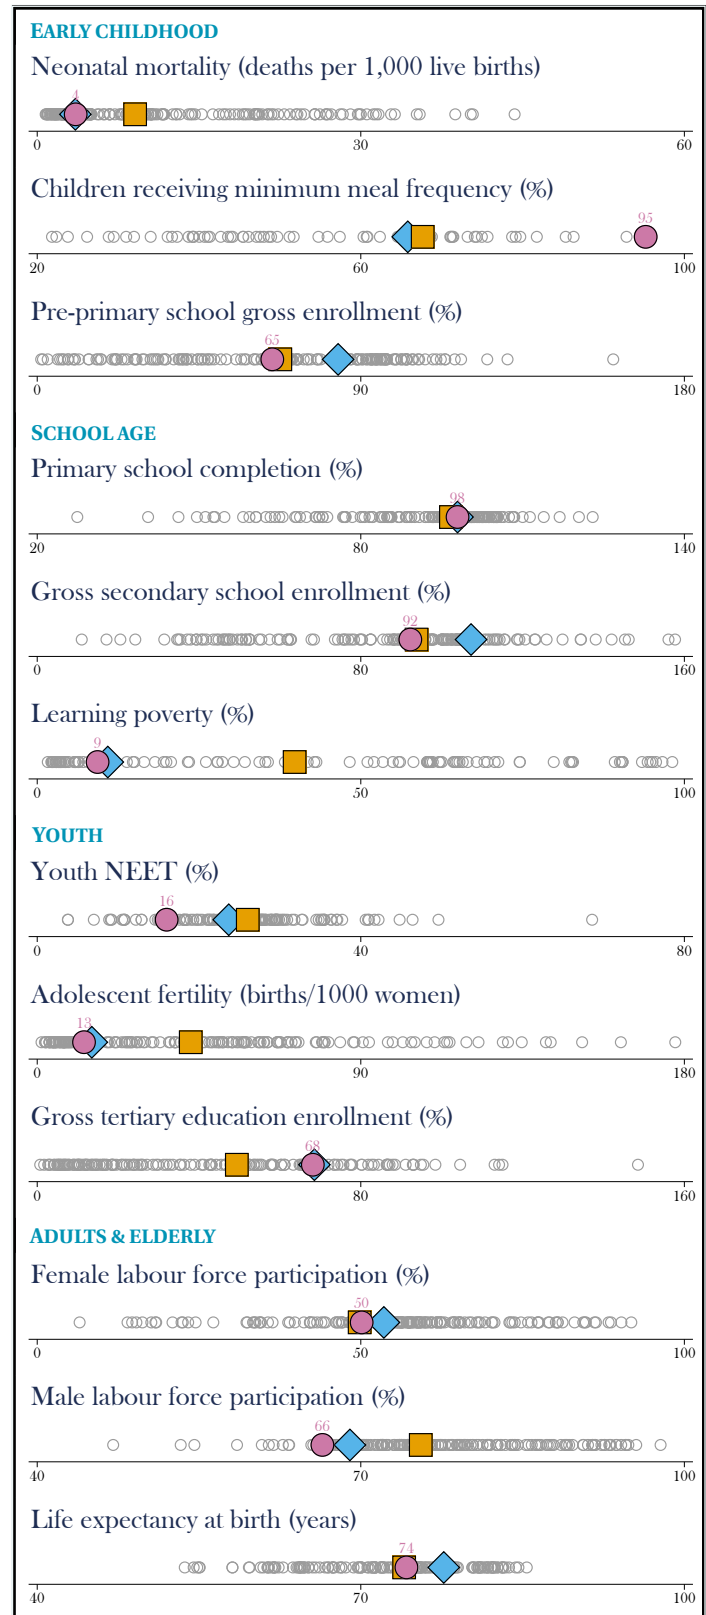 EARLY CHILDHOOD
Neonatal mortality (deaths per 1,000 live births)
4
0 30 60
Children receiving minimum meal frequency (%)
95
20 60 100
Pre-primary school gross enrollment (%)
65
0 90 180
SCHOOL AGE
Primary school completion (%)
98
20 80 140
Gross secondary school enrollment (%)
92
0 80 160
Learning poverty (%)
9
0 50 100
YOUTH
Youth NEET (%)
16
0 40 80
Adolescent fertility (births/1000 women)
13
0 90 180
Gross tertiary education enrollment (%)
68
0 80 160
ADULTS & ELDERLY
Female labour force participation (%)
50
0 50 100
Male labour force participation (%)
66
40 70 100
Life expectancy at birth (years)
74
40 70 100